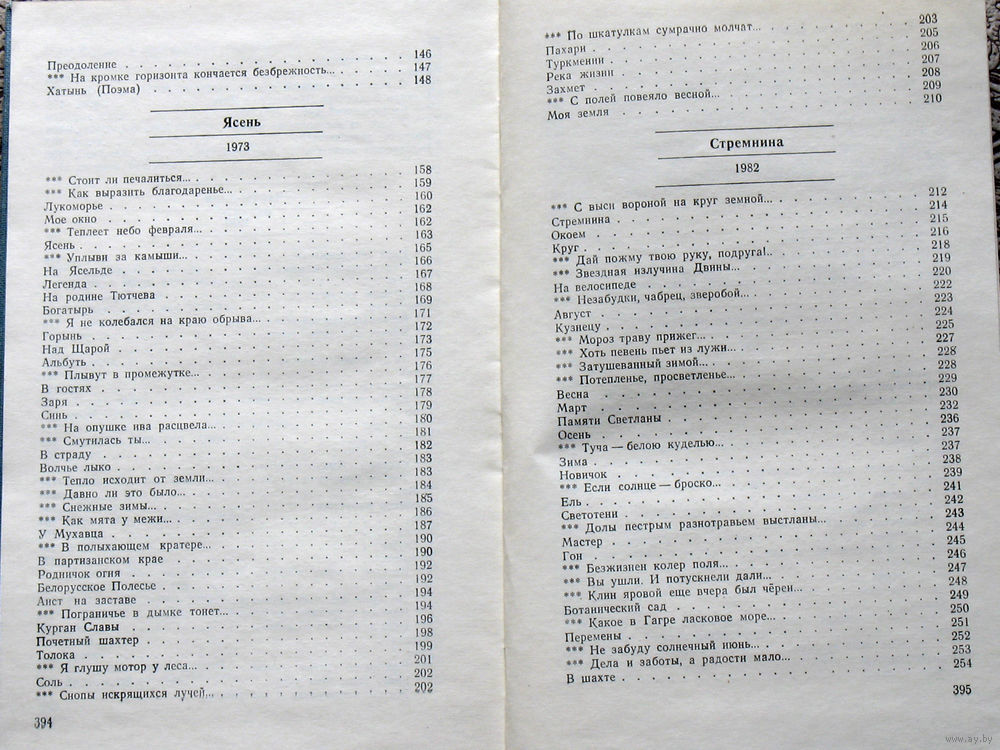 Преодоление 146
*** На кромке горизонта кончается безбрежность... 147
Хатынь (Поэма) 148
Ясень
1973
*** Стоит ли печалиться... 158
*** Как выразить благодаренье... 159
Лукоморье 160
Мое окно 162
*** Теплеет небо февраля... 162
Ясень 163
*** Уплыви за камыши... 165
На Ясельде 166
Легенда 167
На родине Тютчева 168
Богатырь 169
*** Я не колебался на краю обрыва... 171
Горынь 172
Над Щарой 173
Альбуть 175
*** Плывут в промежутке... 176
В гостях 177
Заря 178
Синь 179
*** На опушке ива расцвела... 180
*** Смутилась ты... 181
В страду 182
Волчье лыко 183
*** Тепло исходит от земли... 183
*** Давно ли это было... 184
*** Снежные зимы... 185
*** Как мята у межи... 186
У Мухавца 187
*** В полыхающем кратере... 190
В партизанском крае 190
Родничок огня 192
Белорусское Полесье 192
Аист на заставе 194
*** Пограничье в дымке тонет... 194
Курган Славы 196
Почетный шахтер 198
Толока 199
*** Я глушу мотор у леса... 201
Соль 202
*** Снопы искрящихся лучей... 202
394
*** По шкатулкам сумрачно молчат... 203
Пахари 205
Туркмении 206
Река жизни 207
Захмет 208
*** С полей повеяло весной... 209
Моя земля 210
Стремнина
1982
*** С выси вороной на круг земной... 212
Стремнина 214
Окоем 215
Круг 216
*** Дай пожму твою руку, подруга!.. 218
*** Звездная излучина Двины... 219
На велосипеде 220
*** Незабудки, чабрец, зверобой... 222
Август 223
Кузнецу 224
*** Мороз траву прижег... 225
*** Хоть певень пьет из лужи... 227
*** Затушеванный зимой... 228
*** Потепленье, просветленье... 228
Весна 229
Март 230
Памяти Светланы 232
Осень 236
*** Туча — белою куделью... 237
Зима 237
Новичок 238
*** Если солнце — броско... 239
Ель 241
Светотени 242
*** Долы пестрым разнотравьем выстланы... 243
Мастер 244
Гон 245
*** Безжизнен колер поля... 246
*** Вы ушли. И потускнели дали... 247
*** Клин яровой еще вчера был чёрен... 248
Ботанический сад 249
*** Какое в Гагре ласковое море... 250
Перемены 251
*** Не забуду солнечный июнь... 252
*** Дела и заботы, а радости мало... 253
В шахте 254
395
www.ay.by